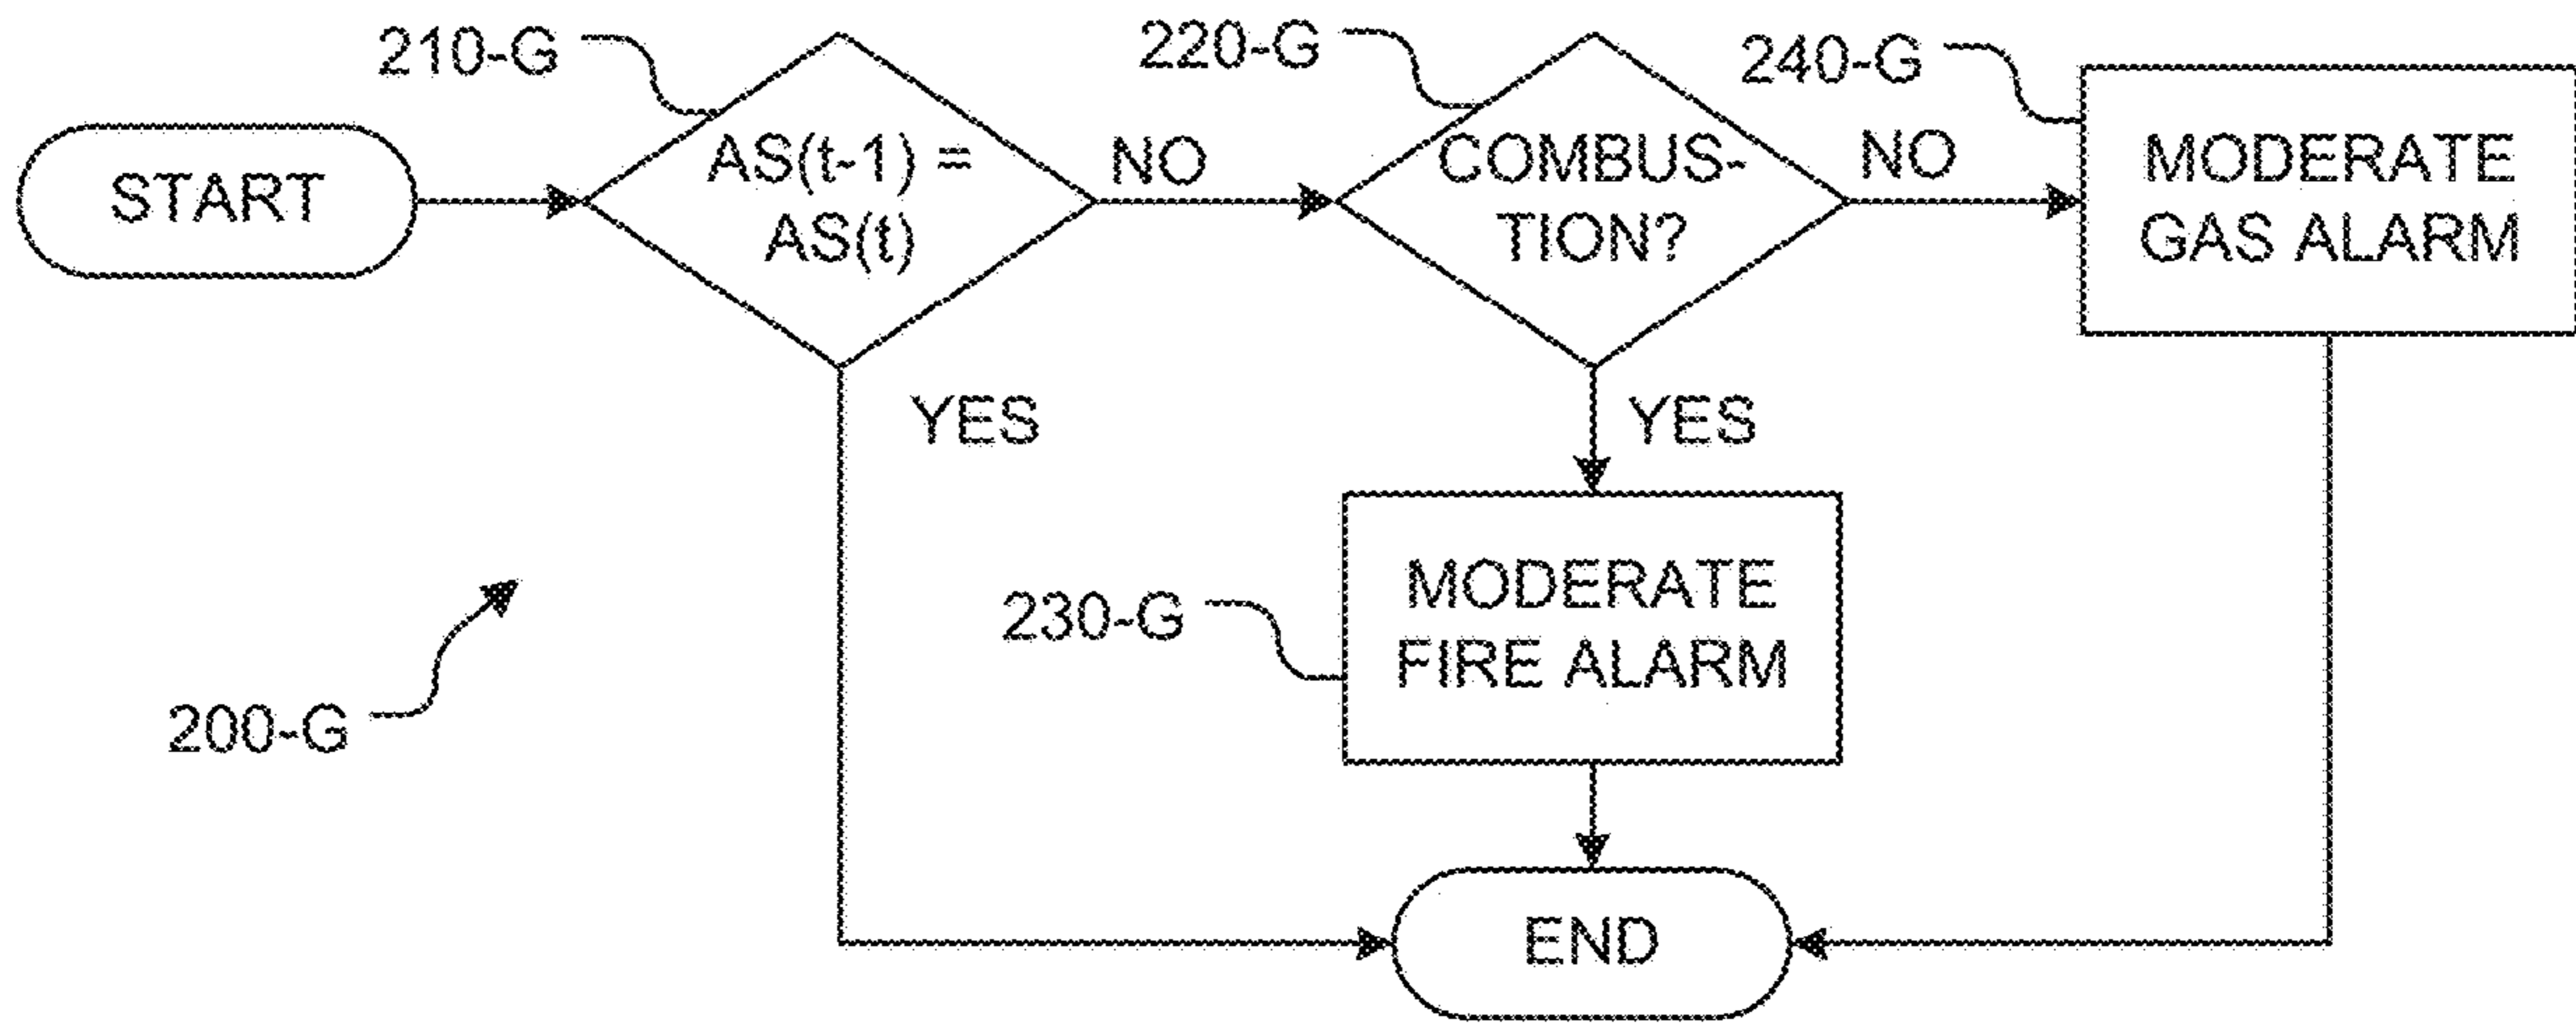 210-G
220-G
240-G
START
AS(t-1) =
AS(t)
NO
COMBUS-
TION?
NO
MODERATE
GAS ALARM
YES
YES
230-G
MODERATE
FIRE ALARM
200-G
END